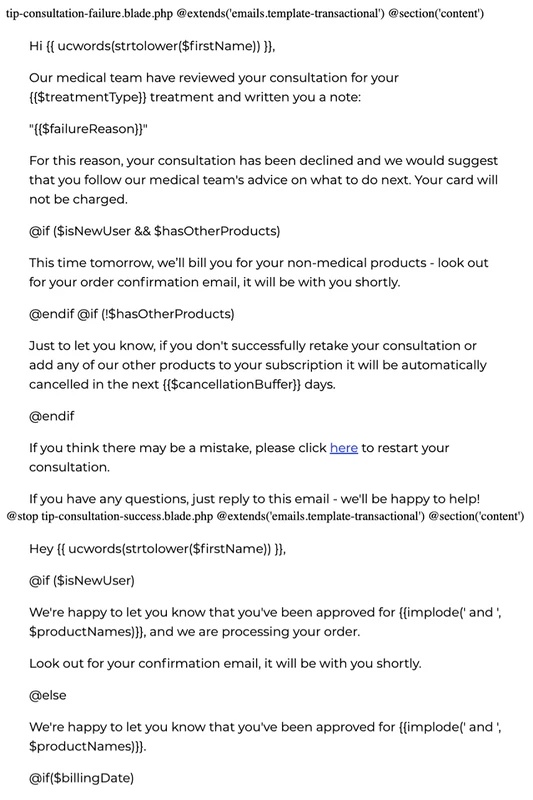 tip-consultation-failure.blade.php @extends('emails.template-transactional') @section('content')
Hi {{ ucwords(strtolower($firstName)) }},
Our medical team have reviewed your consultation for your
{{$treatmentType}} treatment and written you a note:
"{{$failureReason}}"
For this reason, your consultation has been declined and we would suggest
that you follow our medical team's advice on what to do next. Your card will
not be charged.
@if ($isNewUser && $hasOtherProducts)
This time tomorrow, we’ll bill you for your non-medical products - look out
for your order confirmation email, it will be with you shortly.
@endif @if (!$hasOtherProducts)
Just to let you know, if you don't successfully retake your consultation or
add any of our other products to your subscription it will be automatically
cancelled in the next {{$cancellationBuffer}} days.
@endif
If you think there may be a mistake, please click here to restart your
consultation.
If you have any questions, just reply to this email - we'll be happy to help!
@stop tip-consultation-success.blade.php @extends('emails.template-transactional') @section('content')
Hey {{ ucwords(strtolower($firstName)) }},
@if ($isNewUser)
We're happy to let you know that you've been approved for {{implode(' and ',
$productNames)}}, and we are processing your order.
Look out for your confirmation email, it will be with you shortly.
@else
We're happy to let you know that you've been approved for {{implode(' and ',
$productNames)}}.
@if($billingDate)